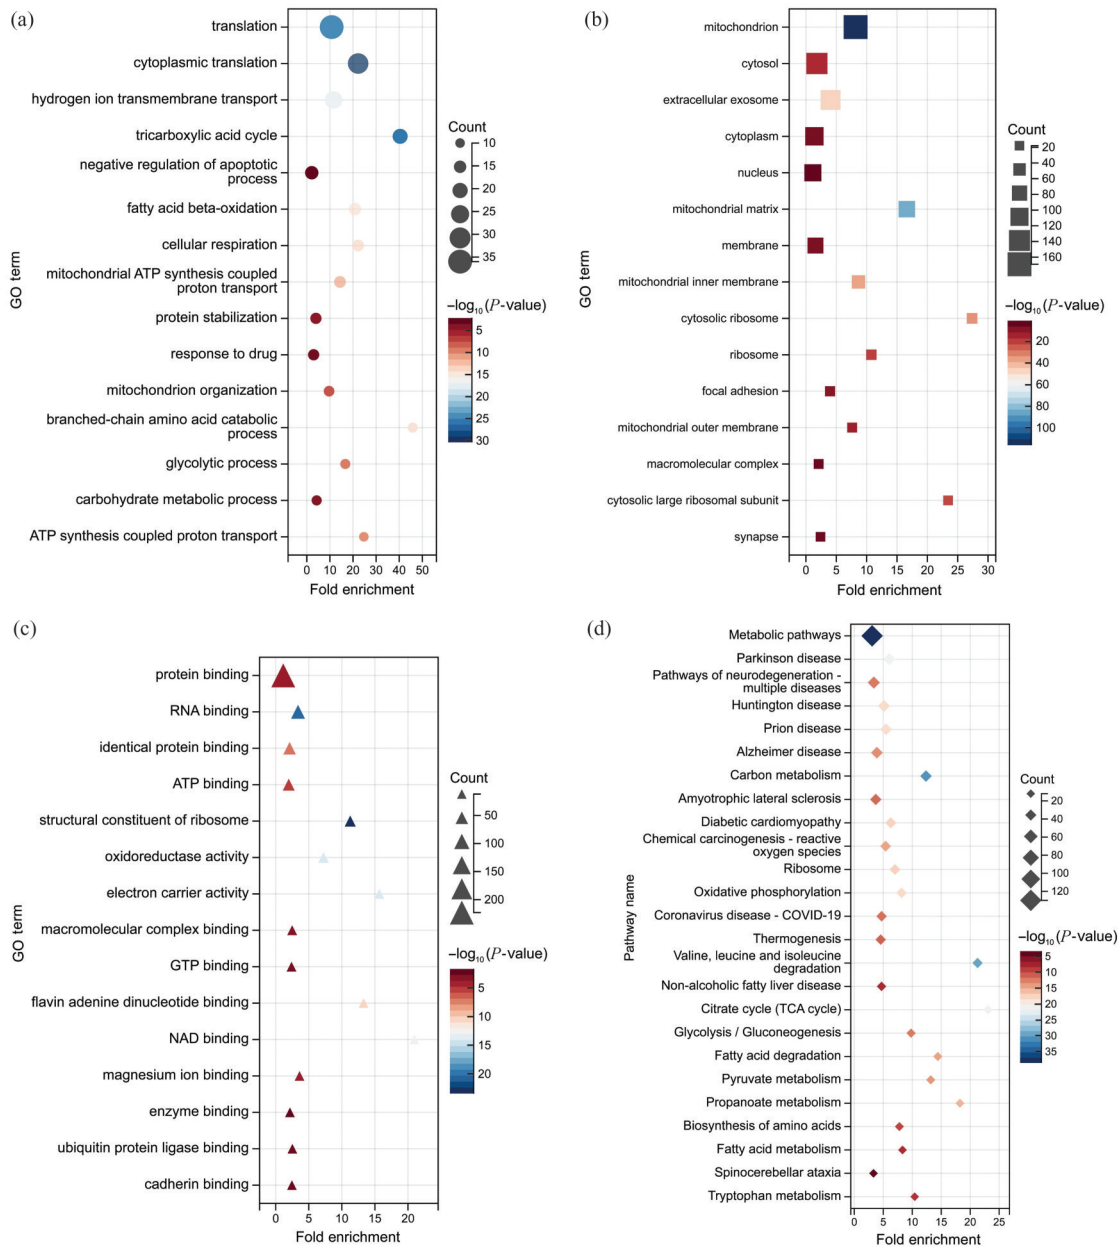 (a)
translation
cytoplasmic translation
hydrogen ion transmembrane transport
tricarboxylic acid cycle
negative regulation of apoptotic
process
fatty acid beta-oxidation
cellular respiration
mitochondrial ATP synthesis coupled
proton transport
protein stabilization
response to drug
mitochondrion organization
branched-chain amino acid catabolic
process
glycolytic process
carbohydrate metabolic process
ATP synthesis coupled proton transport
GO term
0 10 20 30 40 50
Fold enrichment
Count
10
15
20
25
30
35
−log10(P-value)
5
10
15
20
25
30
(b)
mitochondrion
cytosol
extracellular exosome
cytoplasm
nucleus
mitochondrial matrix
membrane
mitochondrial inner membrane
cytosolic ribosome
ribosome
focal adhesion
mitochondrial outer membrane
macromolecular complex
cytosolic large ribosomal subunit
synapse
GO term
0 5 10 15 20 25 30
Fold enrichment
Count
20
40
60
80
100
120
140
160
−log10(P-value)
20
40
60
80
100
(c)
protein binding
RNA binding
identical protein binding
ATP binding
structural constituent of ribosome
oxidoreductase activity
electron carrier activity
macromolecular complex binding
GTP binding
flavin adenine dinucleotide binding
NAD binding
magnesium ion binding
enzyme binding
ubiquitin protein ligase binding
cadherin binding
GO term
0 5 10 15 20
Fold enrichment
Count
50
100
150
200
−log10(P-value)
5
10
15
20
(d)
Metabolic pathways
Parkinson disease
Pathways of neurodegeneration -
multiple diseases
Huntington disease
Prion disease
Alzheimer disease
Carbon metabolism
Amyotrophic lateral sclerosis
Diabetic cardiomyopathy
Chemical carcinogenesis - reactive
oxygen species
Ribosome
Oxidative phosphorylation
Coronavirus disease - COVID-19
Thermogenesis
Valine, leucine and isoleucine
degradation
Non-alcoholic fatty liver disease
Citrate cycle (TCA cycle)
Glycolysis / Gluconeogenesis
Fatty acid degradation
Pyruvate metabolism
Propanoate metabolism
Biosynthesis of amino acids
Fatty acid metabolism
Spinocerebellar ataxia
Tryptophan metabolism
Pathway name
0 5 10 15 20 25
Fold enrichment
Count
20
40
60
80
100
120
−log10(P-value)
5
10
15
20
25
30
35